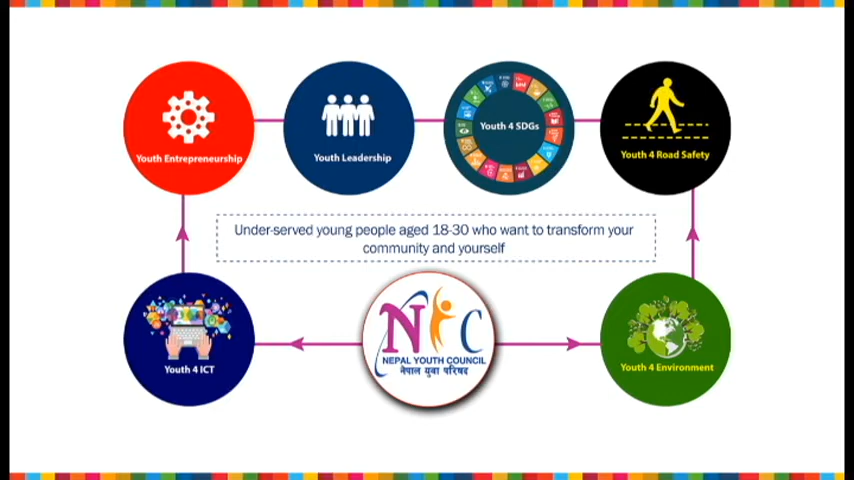 Youth Entrepreneurship
Youth Leadership
Youth 4 SDGs
Youth 4 Road Safety
Under-served young people aged 18-30 who want to transform your
community and yourself
Youth 4 ICT
NYC
NEPAL YOUTH COUNCIL
नेपाल युवा परिषद
Youth 4 Environment